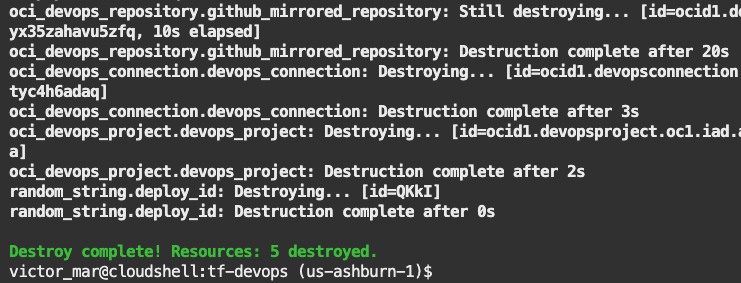 oci_devops_repository.github_mirrored_repository: Still destroying... [id=ocid1.de
yx35zahavu5zfq, 10s elapsed]
oci_devops_repository.github_mirrored_repository: Destruction complete after 20s
oci_devops_connection.devops_connection: Destroying... [id=ocid1.devopsconnection
tyc4h6adaq]
oci_devops_connection.devops_connection: Destruction complete after 3s
oci_devops_project.devops_project: Destroying... [id=ocid1.devopsproject.oc1.iad.a
a]
oci_devops_project.devops_project: Destruction complete after 2s
random_string.deploy_id: Destroying... [id=QKkI]
random_string.deploy_id: Destruction complete after 0s
Destroy complete! Resources: 5 destroyed.
victor_mar@cloudshell:tf-devops (us-ashburn-1)$